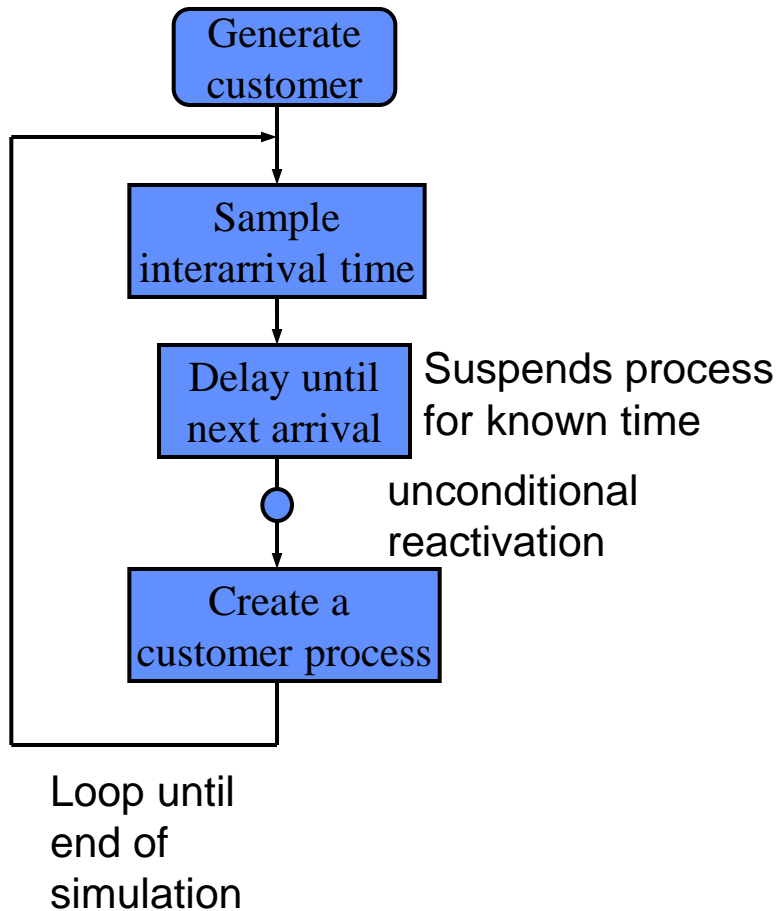 Generate
customer
Sample
interarrival time
Delay until
next arrival
Suspends process
for known time
unconditional
reactivation
Create a
customer process
Loop until
end of
simulation